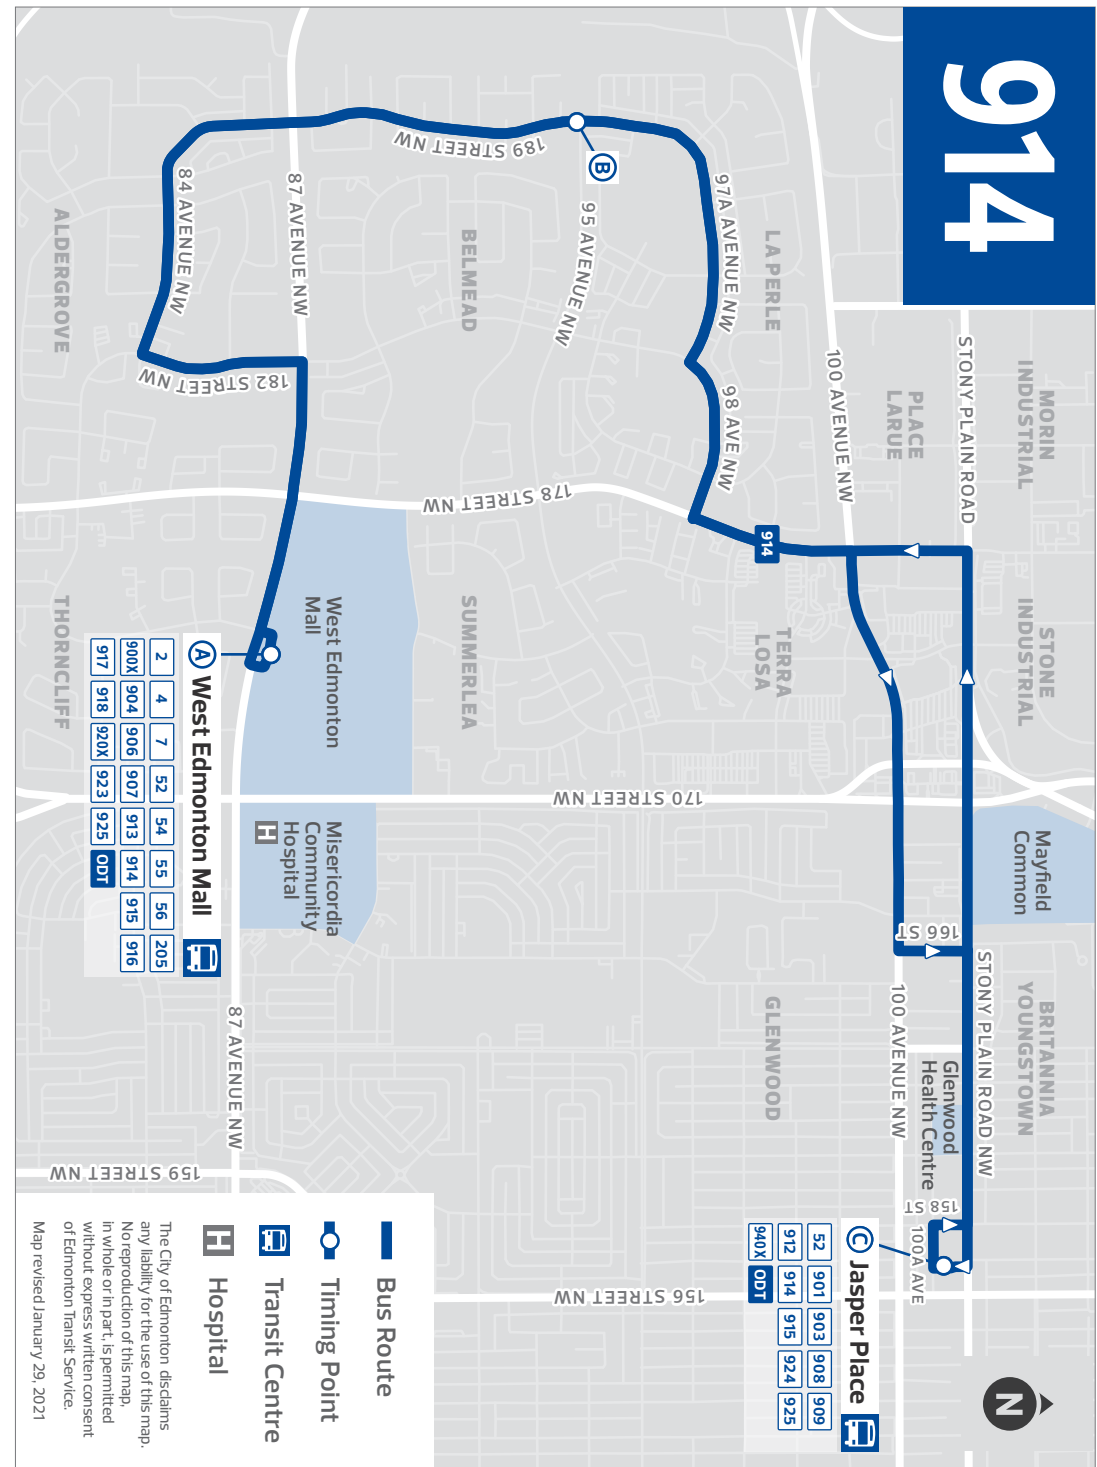 914
MORIN
INDUSTRIAL
STONY PLAIN ROAD
PLACE
LARUE
100 AVENUE NW
LA PERLE
97A AVENUE NW
98 AVE NW
B
95 AVENUE NW
189 STREET NW
BELMEAD
87 AVENUE NW
84 AVENUE NW
182 STREET NW
ALDERGROVE
178 STREET NW
914
STONE
INDUSTRIAL
TERRA
LOSA
SUMMERLEA
West Edmonton
Mall
THORNCLIFF
A West Edmonton Mall
2 4 7 52 54 55 56 205
900X 904 906 907 913 914 915 916
917 918 920X 923 925 ODT
170 STREET NW
Mayfield
Common
Misericordia
Community
Hospital
H
166 ST
STONY PLAIN ROAD NW
BRITANNIA
YOUNGSTOWN
100 AVENUE NW
GLENWOOD
Glenwood
Health Centre
87 AVENUE NW
159 STREET NW
158 ST
100A AVE
156 STREET NW
C Jasper Place
52 901 903 908 909
912 914 915 924 925
940X ODT
N
Bus Route
Timing Point
Transit Centre
H Hospital
The City of Edmonton disclaims
any liability for the use of this map.
No reproduction of this map,
in whole or in part, is permitted
without express written consent
of Edmonton Transit Service.
Map revised January 29, 2021